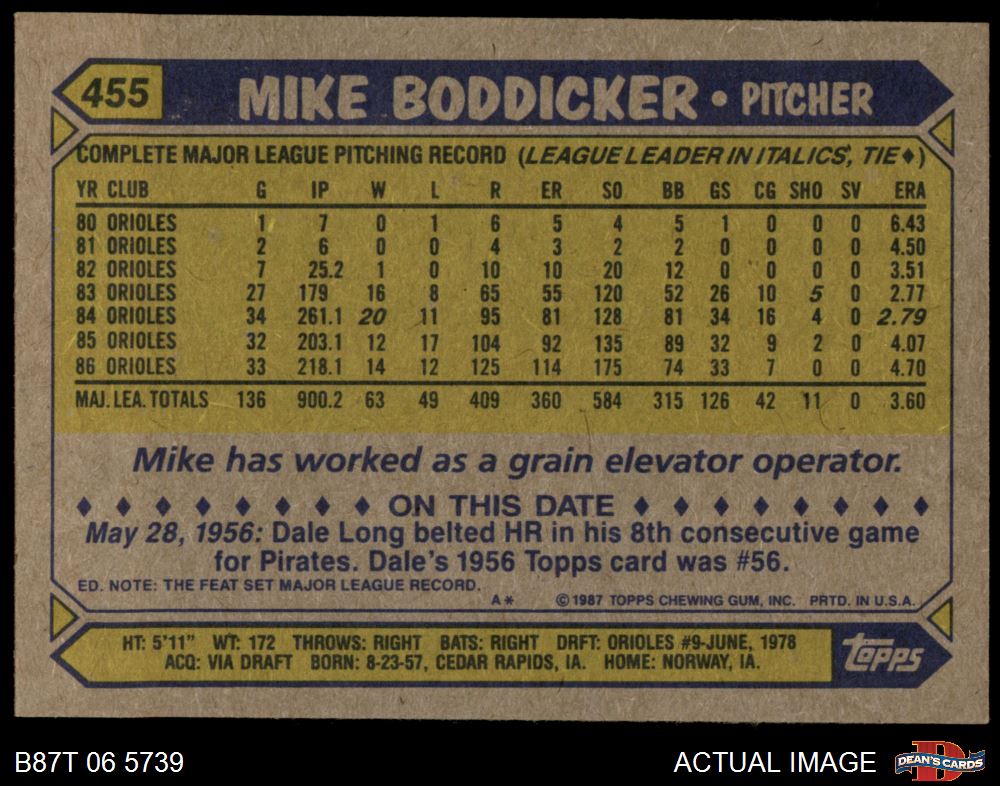 455 MIKE BODDICKER • PITCHER
COMPLETE MAJOR LEAGUE PITCHING RECORD (LEAGUE LEADER IN ITALICS, TIE♦)
YR CLUB G IP W L R ER SO BB GS CG SHO SV ERA
80 ORIOLES 1 7 0 1 6 5 4 5 1 0 0 0 6.43
81 ORIOLES 2 6 0 0 4 3 2 2 0 0 0 0 4.50
82 ORIOLES 7 25.2 1 0 10 10 20 12 0 0 0 0 3.51
83 ORIOLES 27 179 16 8 65 55 120 52 26 10 5 0 2.77
84 ORIOLES 34 261.1 20 11 95 81 128 81 34 16 4 0 2.79
85 ORIOLES 32 203.1 12 17 104 92 135 89 32 9 2 0 4.07
86 ORIOLES 33 218.1 14 12 125 114 175 74 33 7 0 0 4.70
MAJ. LEA. TOTALS 136 900.2 63 49 409 360 584 315 126 42 11 0 3.60
Mike has worked as a grain elevator operator.
♦ ♦ ♦ ♦ ♦ ♦ ♦ ♦ ON THIS DATE ♦ ♦ ♦ ♦ ♦ ♦ ♦ ♦
May 28, 1956: Dale Long belted HR in his 8th consecutive game
for Pirates. Dale's 1956 Topps card was #56.
ED. NOTE: THE FEAT SET MAJOR LEAGUE RECORD.
A* ©1987 TOPPS CHEWING GUM, INC. PRTD. IN U.S.A.
HT: 5'11" WT: 172 THROWS: RIGHT BATS: RIGHT DRFT: ORIOLES #9-JUNE, 1978
ACQ: VIA DRAFT BORN: 8-23-57, CEDAR RAPIDS, IA. HOME: NORWAY, IA.
Topps
B87T 06 5739 ACTUAL IMAGE D DEAN'S CARDS